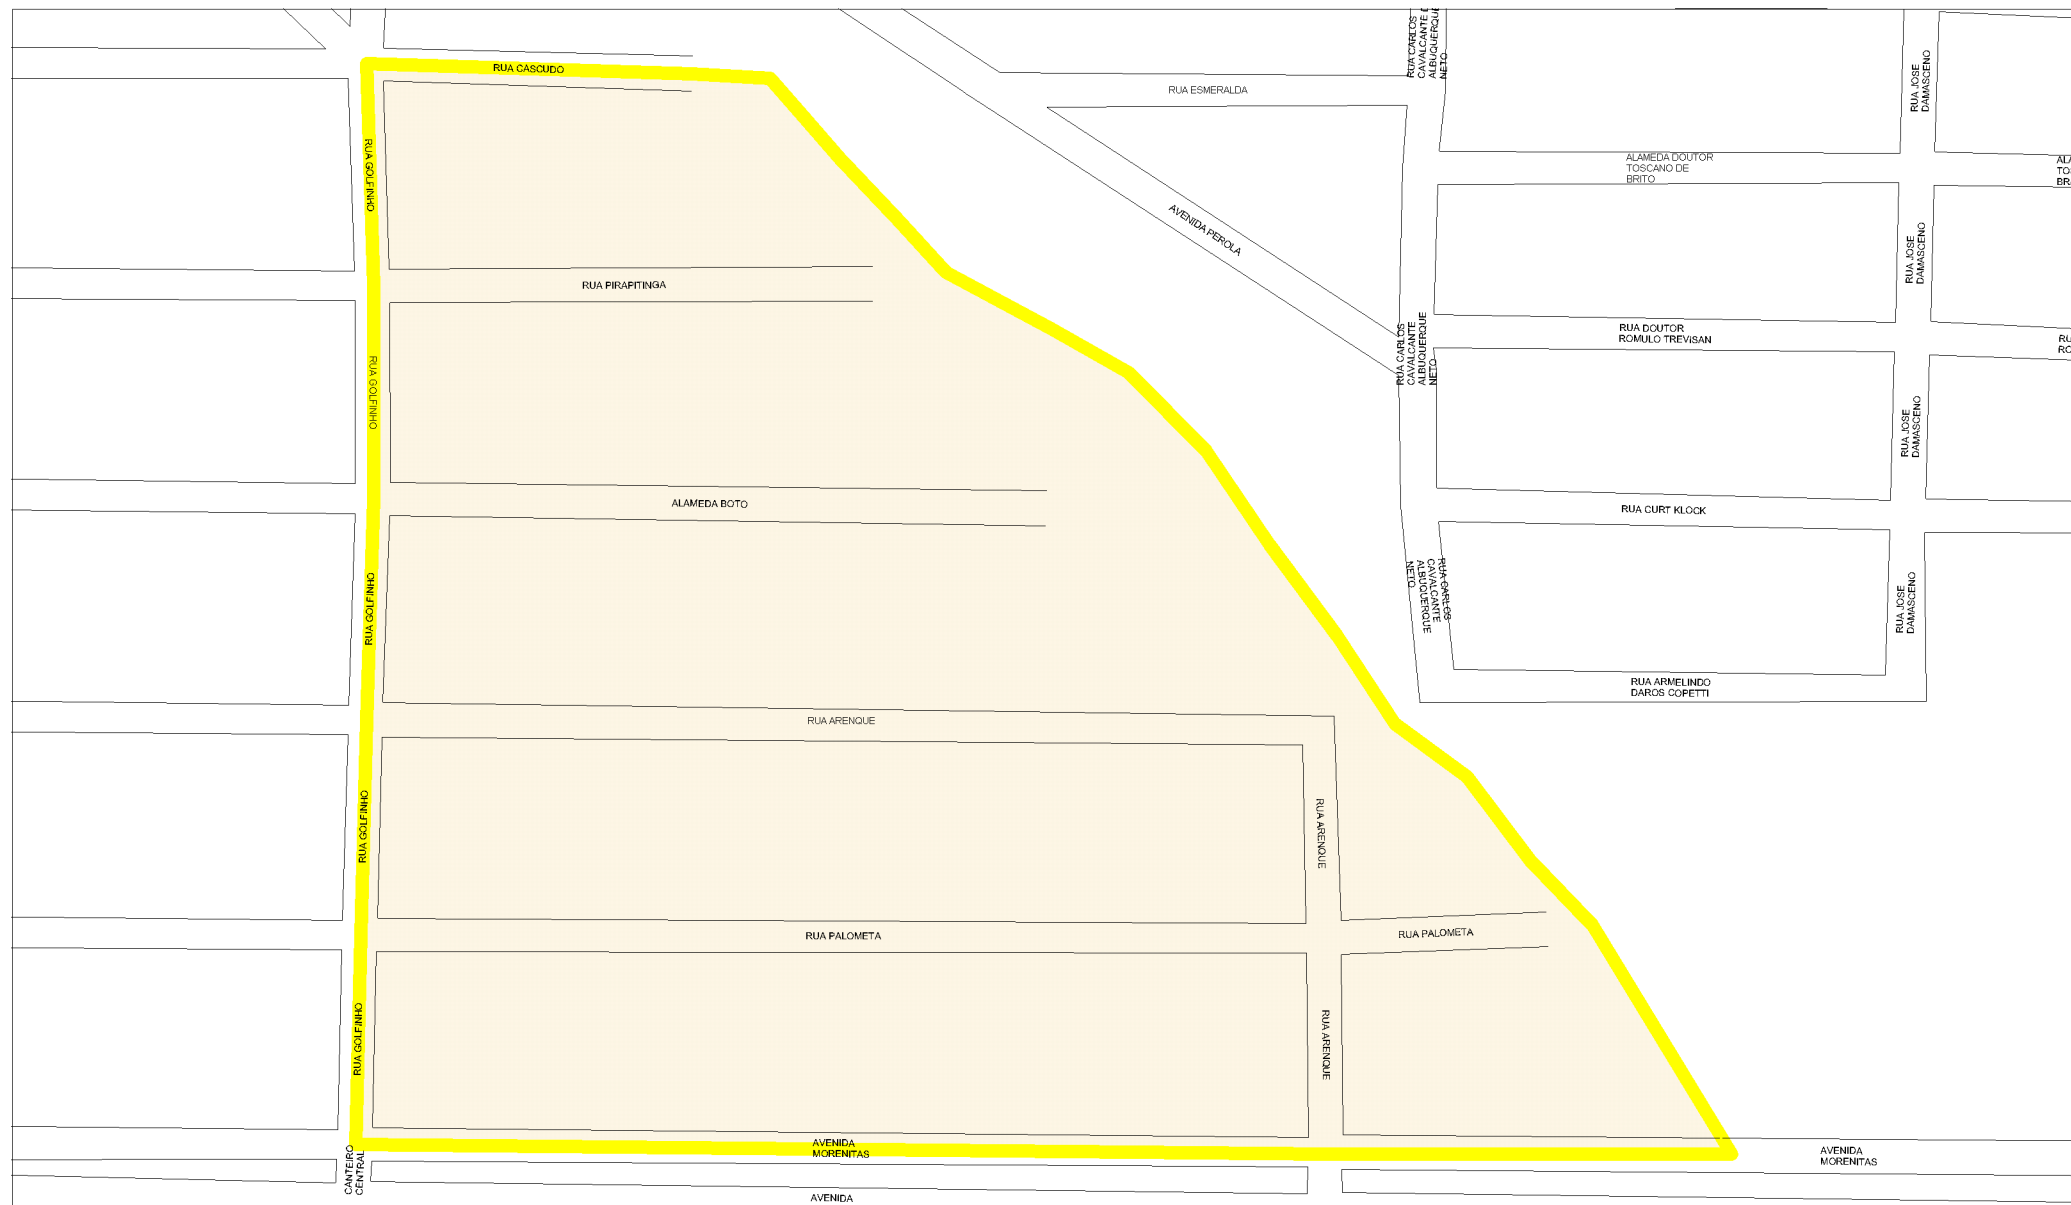 RUA CARLOS
CAVALCANTE
ALBUQUERQUE
NETO
RUA CASCUDO
RUA ESMERALDA
RUA JOSE
DAMASCENO
RUA GOLFINHO
ALAMEDA DOUTOR
TOSCANO DE
BRITO
AVENIDA PEROLA
RUA JOSE
DAMASCENO
RUA PIRAPITINGA
RUA CARLOS
CAVALCANTE
ALBUQUERQUE
NETO
RUA DOUTOR
ROMULO TREVISAN
RUA GOLFINHO
RUA JOSE
DAMASCENO
ALAMEDA BOTO
RUA CURT KLOCK
RUA GOLFINHO
RUA CARLOS
CAVALCANTE
ALBUQUERQUE
NETO
RUA JOSE
DAMASCENO
RUA ARMELINDO
DAROS COPETTI
RUA ARENQUE
RUA GOLFINHO
RUA ARENQUE
RUA PALOMETA
RUA PALOMETA
RUA GOLFINHO
RUA ARENQUE
AVENIDA
MORENITAS
AVENIDA
MORENITAS
CANTEIRO
CENTRAL
AVENIDA